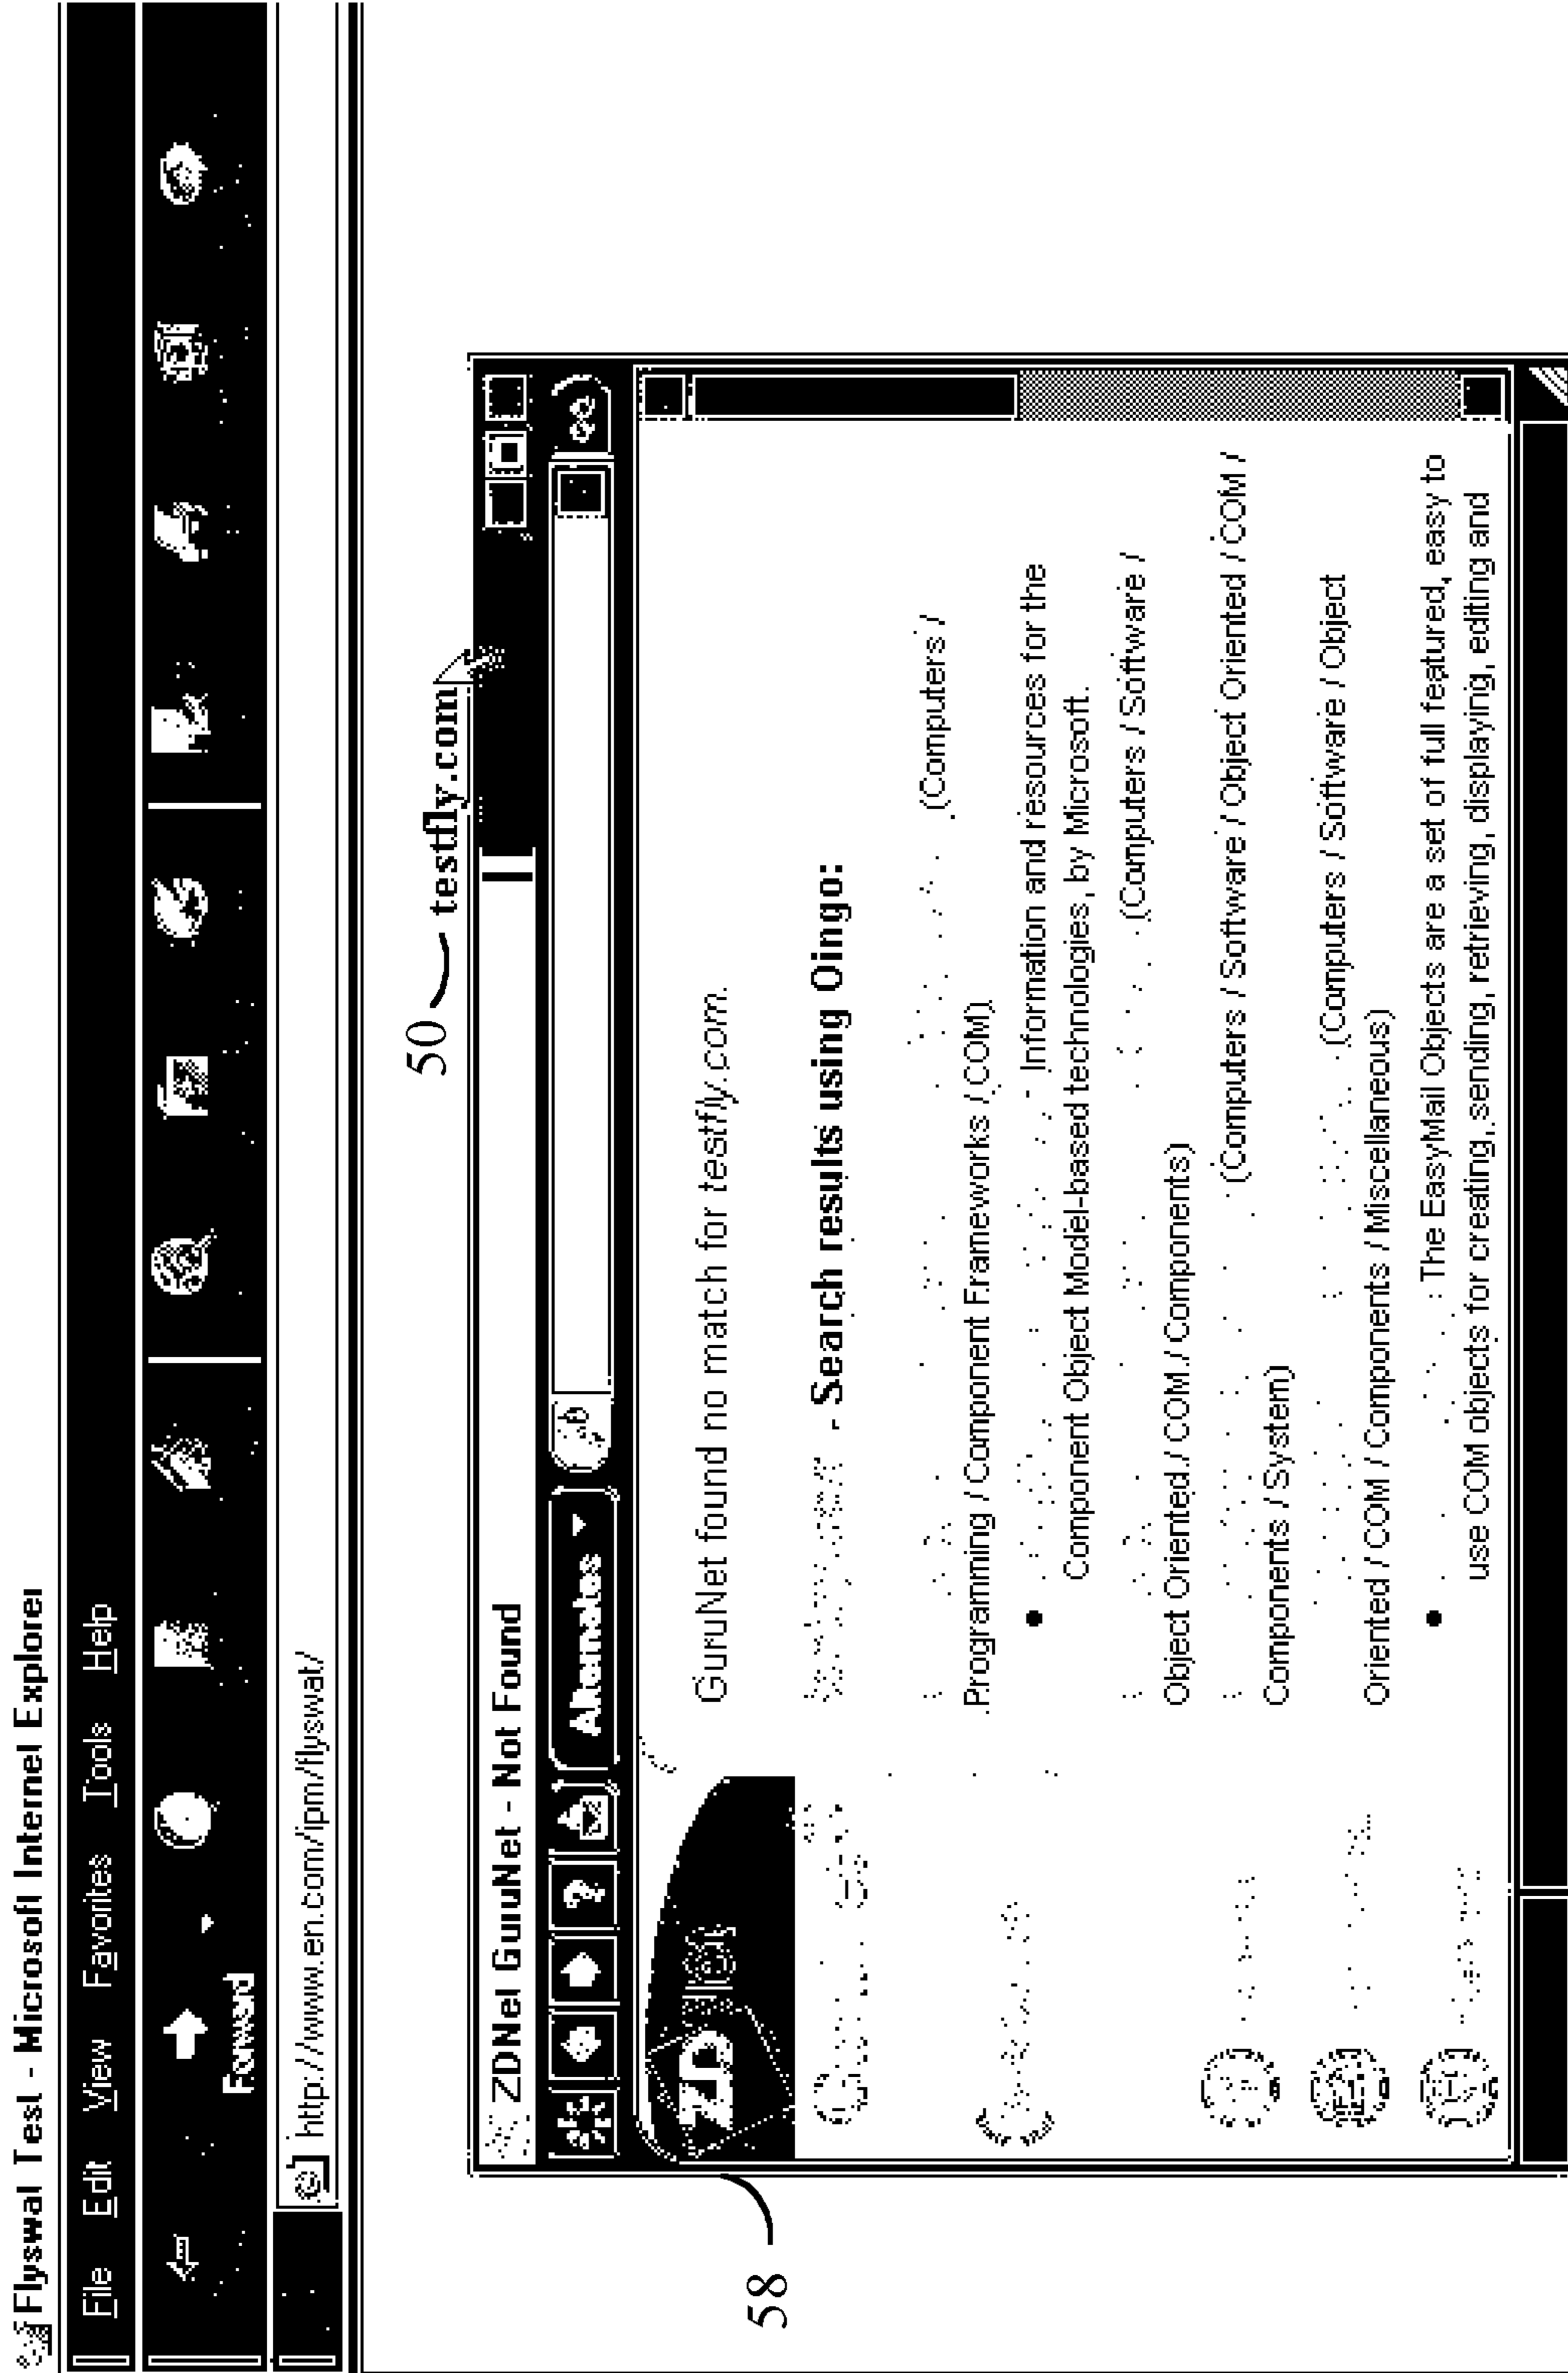 Flyswat Test - Microsoft Internet Explorer
File Edit View Favorites Tools Help
Forward
http://www.en.com/ipm/flyswat/
50
testfly.com
58
ZDNet GuruNet - Not Found
Alternates
ZD
GuruNet found no match for testfly.com.
- Search results using Oingo:
(Computers /
Programming / Component Frameworks / COM)
• Information and resources for the
Component Object Model-based technologies, by Microsoft.
(Computers / Software /
Object Oriented / COM / Components)
(Computers / Software / Object Oriented / COM /
Components / System)
(Computers / Software / Object
Oriented / COM / Components / Miscellaneous)
• The EasyMail Objects are a set of full featured, easy to
use COM objects for creating, sending, retrieving, displaying, editing and